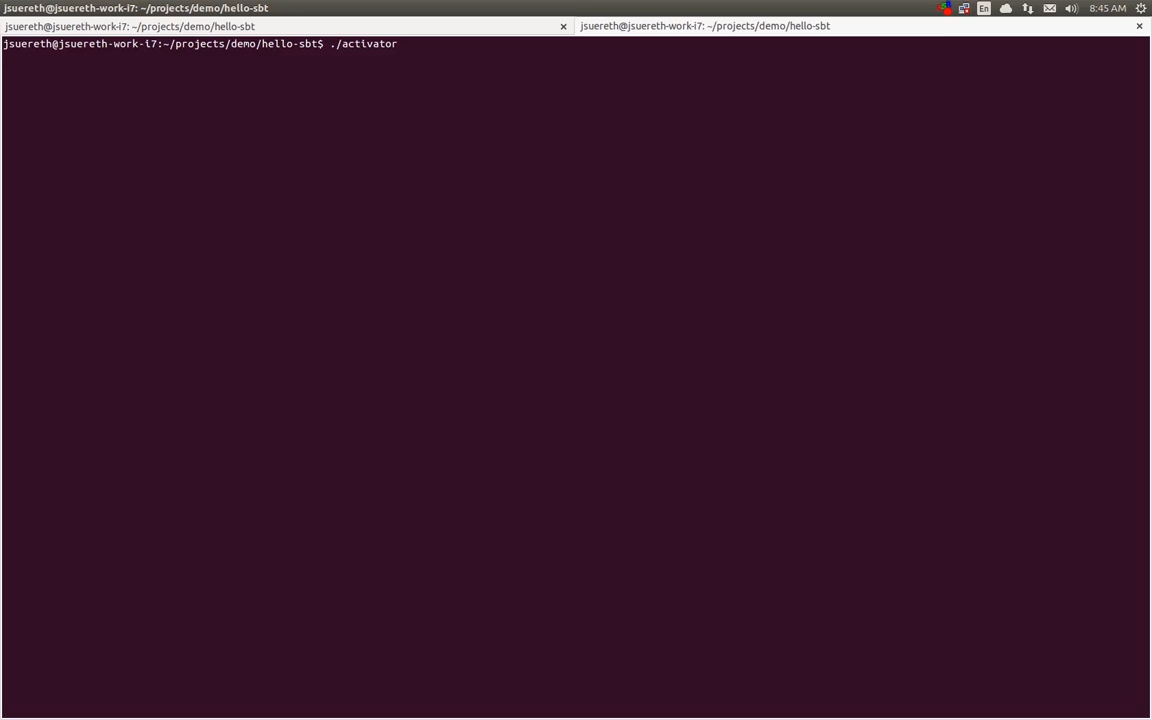 jsuereth@jsuereth-work-i7: ~/projects/demo/hello-sbt
En
8:45 AM
jsuereth@jsuereth-work-i7: ~/projects/demo/hello-sbt
jsuereth@jsuereth-work-i7: ~/projects/demo/hello-sbt
jsuereth@jsuereth-work-i7:~/projects/demo/hello-sbt$ ./activator